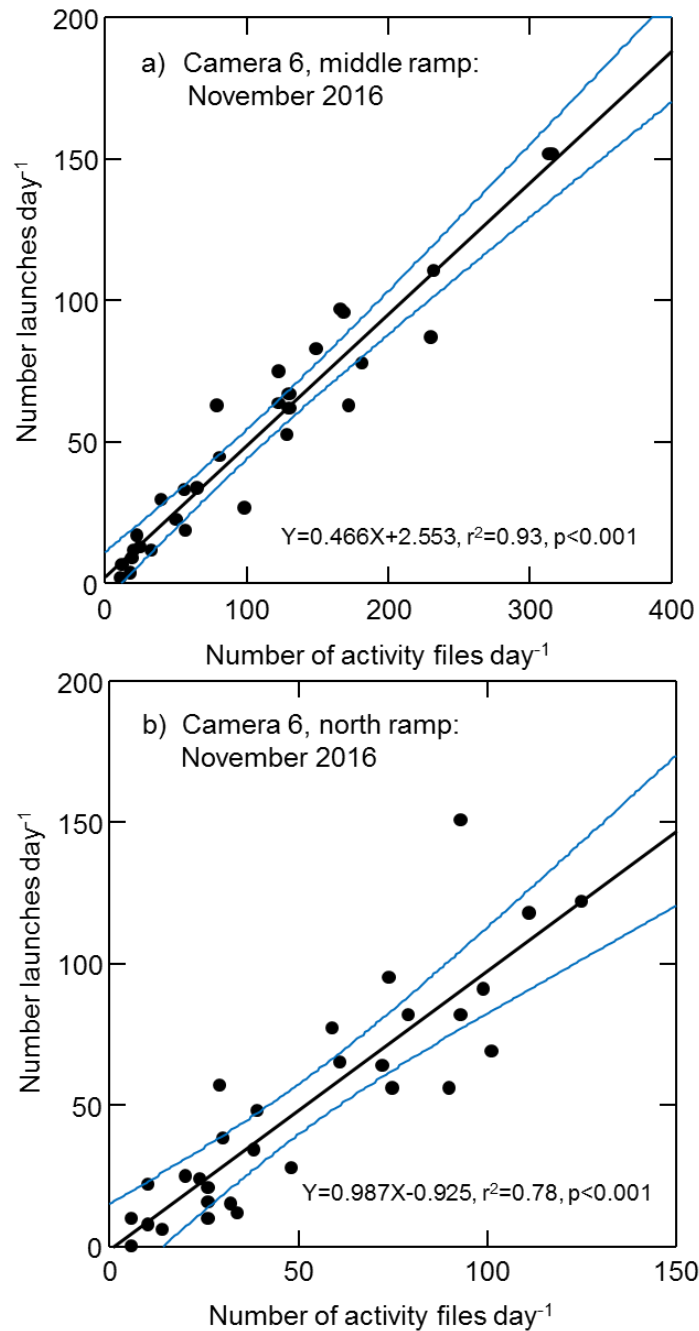 200
a) Camera 6, middle ramp:
November 2016
150
100
50
0
Number launches day⁻¹
Y=0.466X+2.553, r²=0.93, p<0.001
0 100 200 300 400
Number of activity files day⁻¹
200
b) Camera 6, north ramp:
November 2016
150
100
50
0
Number launches day⁻¹
Y=0.987X-0.925, r²=0.78, p<0.001
0 50 100 150
Number of activity files day⁻¹